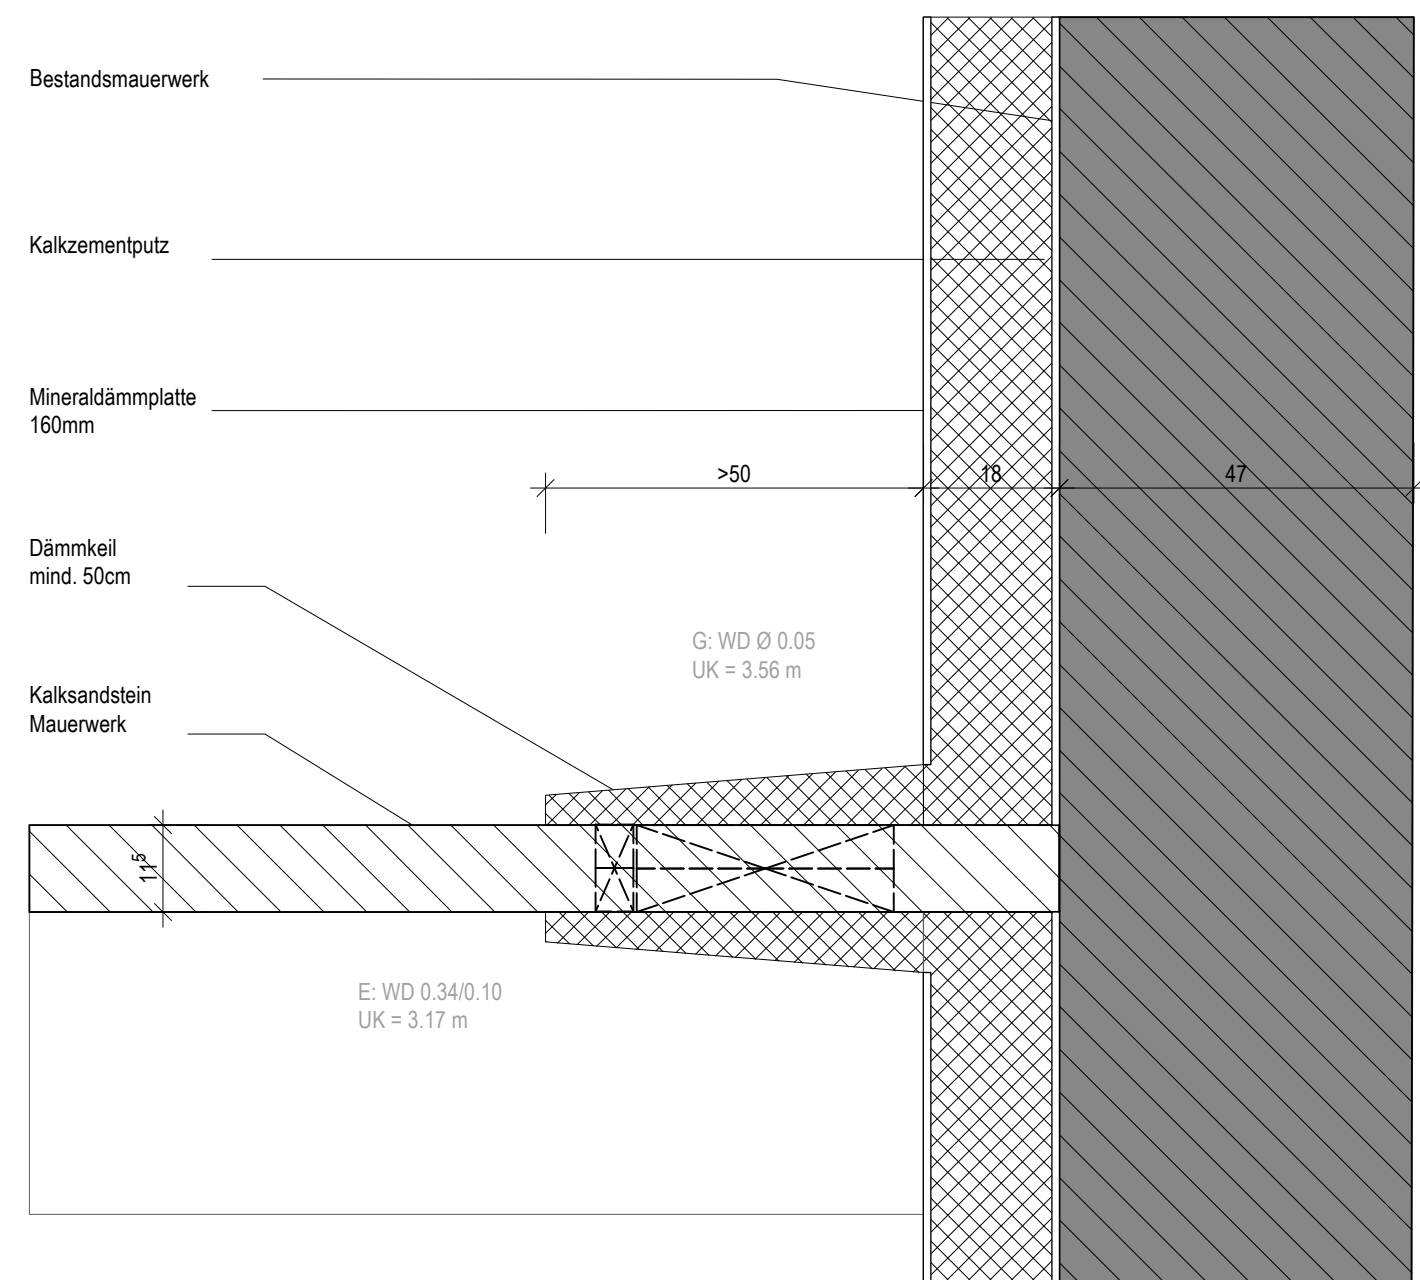 Bestandsmauerwerk
Kalkzementputz
Mineraldämmplatte
160mm
>50
18
47
Dämmkeil
mind. 50cm
G: WD Ø 0.05
UK = 3.56 m
Kalksandstein
Mauerwerk
11⁵
E: WD 0.34/0.10
UK = 3.17 m